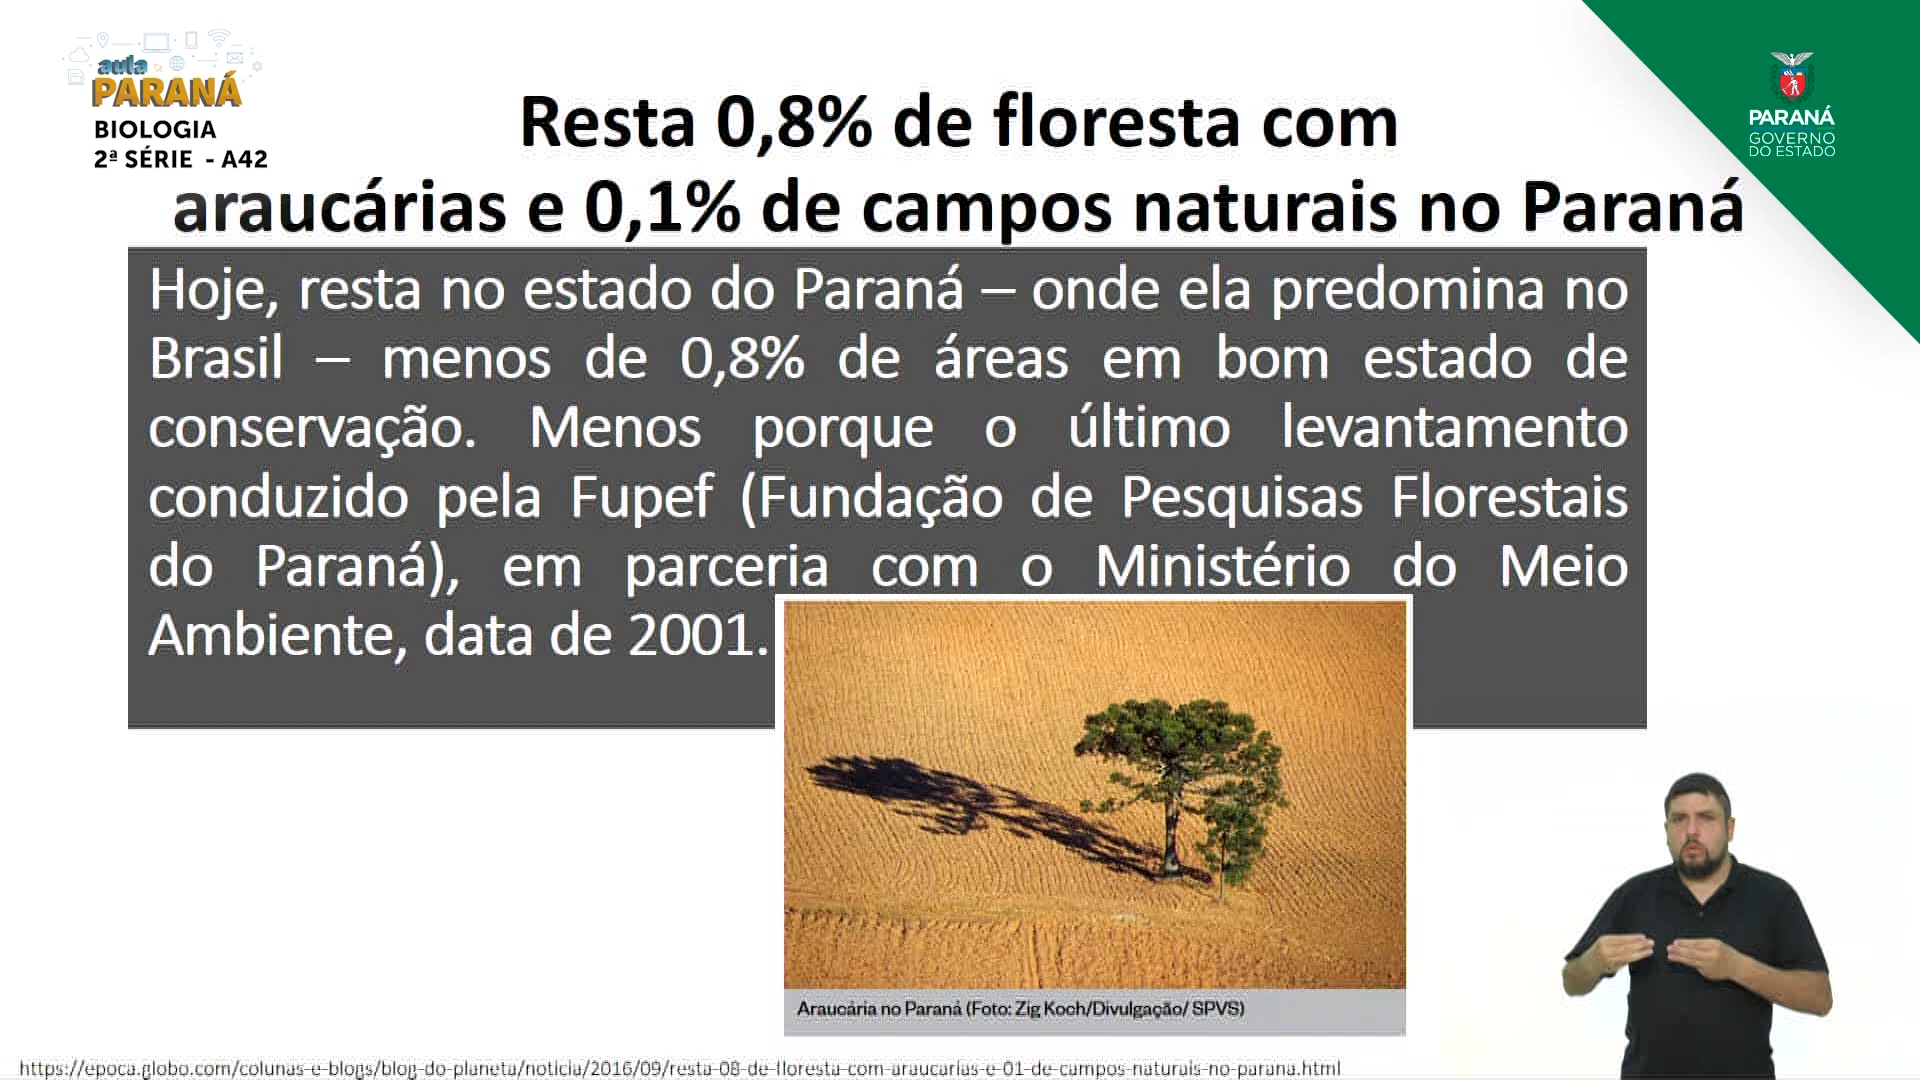 aula
PARANÁ
BIOLOGIA
2ª SÉRIE - A42
PARANÁ
GOVERNO
DO ESTADO
Resta 0,8% de floresta com
araucárias e 0,1% de campos naturais no Paraná
Hoje, resta no estado do Paraná – onde ela predomina no
Brasil – menos de 0,8% de áreas em bom estado de
conservação. Menos porque o último levantamento
conduzido pela Fupef (Fundação de Pesquisas Florestais
do Paraná), em parceria com o Ministério do Meio
Ambiente, data de 2001.
Araucária no Paraná (Foto: Zig Koch/Divulgação/ SPVS)
https://epoca.globo.com/colunas-e-blogs/blog-do-planeta/noticia/2016/09/resta-08-de-floresta-com-araucarias-e-01-de-campos-naturais-no-parana.html